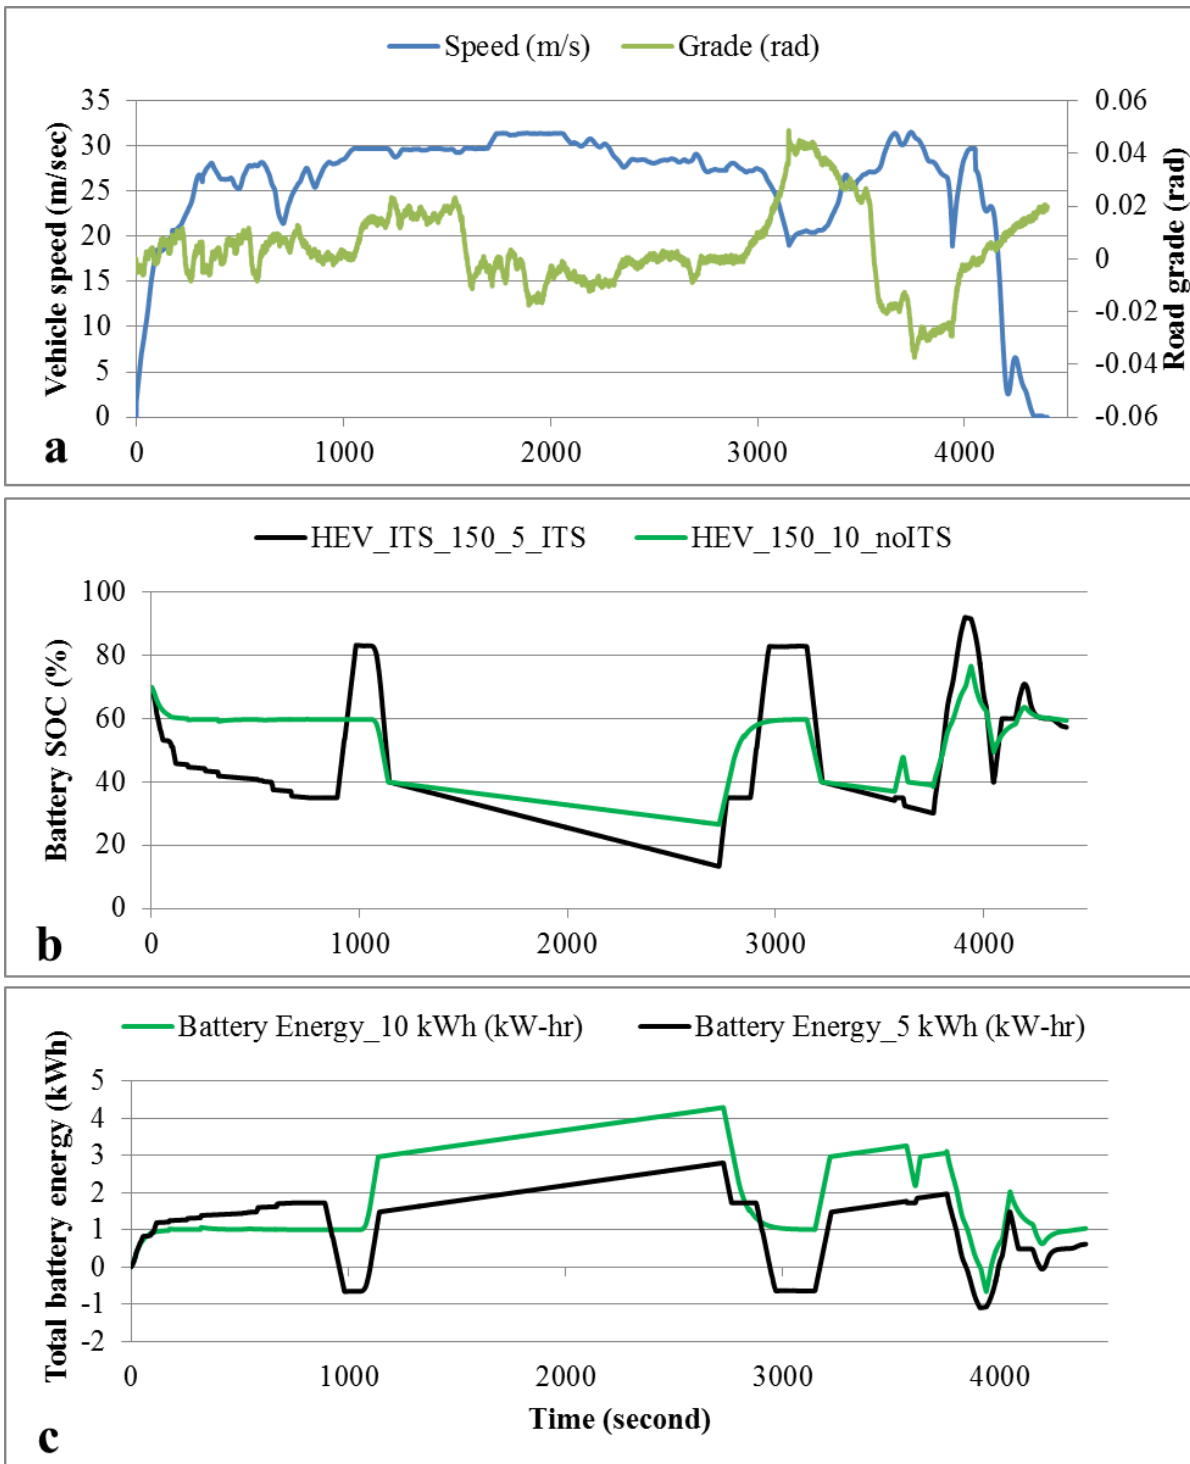 Speed (m/s) Grade (rad)
Vehicle speed (m/sec)
35
30
25
20
15
10
5
0
0.06
0.04
0.02
0
-0.02
-0.04
-0.06
Road grade (rad)
0 1000 2000 3000 4000
a
HEV_ITS_150_5_ITS HEV_150_10_noITS
Battery SOC (%)
100
80
60
40
20
0
0 1000 2000 3000 4000
b
Battery Energy_10 kWh (kW-hr) Battery Energy_5 kWh (kW-hr)
Total battery energy (kWh)
5
4
3
2
1
0
-1
-2
0 1000 2000 3000 4000
Time (second)
c